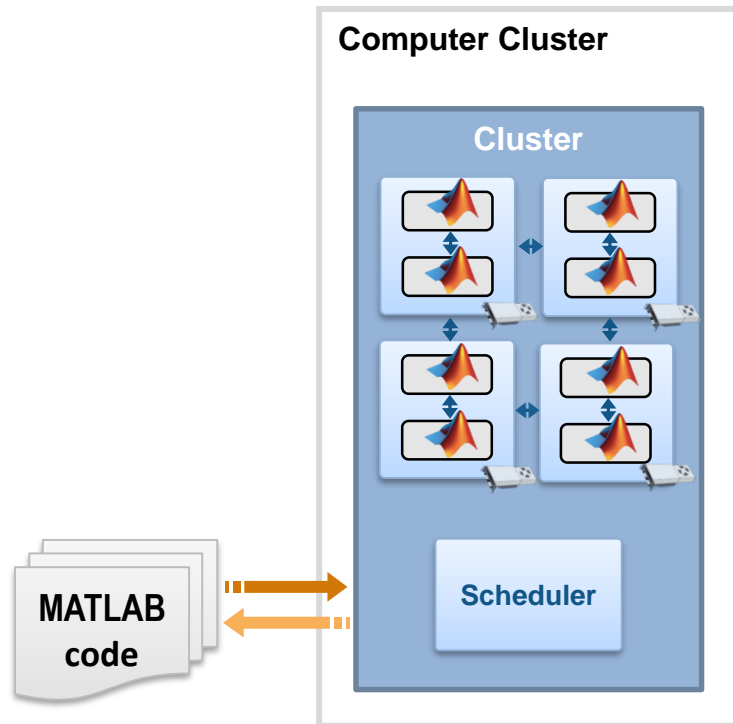 Computer Cluster
Cluster
Scheduler
MATLAB
code